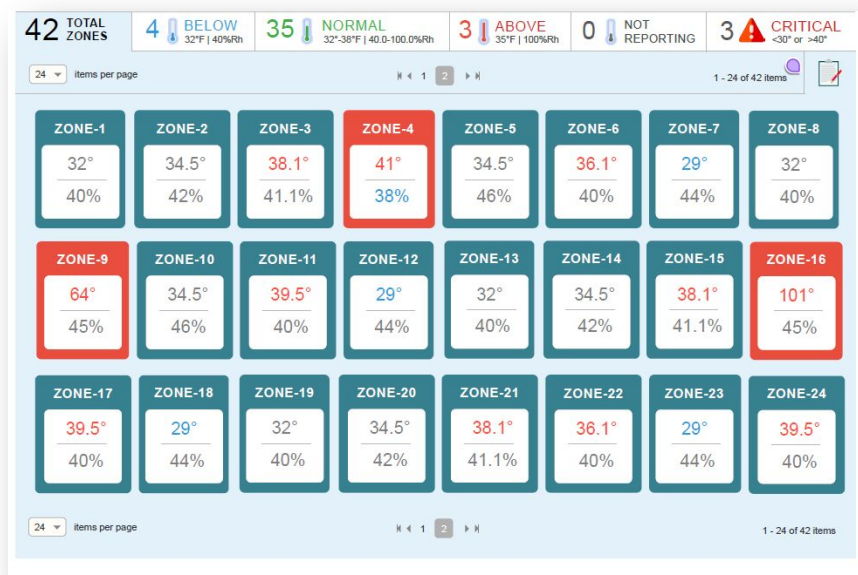 42 TOTAL ZONES
4 BELOW 32°F | 40%Rh
35 NORMAL 32°-38°F | 40.0-100.0%Rh
3 ABOVE 35°F | 100%Rh
0 NOT REPORTING
3 CRITICAL <30° or >40°
24 items per page 1 2 1 - 24 of 42 items
ZONE-1 ZONE-2 ZONE-3 ZONE-4 ZONE-5 ZONE-6 ZONE-7 ZONE-8
32° 34.5° 38.1° 41° 34.5° 36.1° 29° 32°
40% 42% 41.1% 38% 46% 40% 44% 40%
ZONE-9 ZONE-10 ZONE-11 ZONE-12 ZONE-13 ZONE-14 ZONE-15 ZONE-16
64° 34.5° 39.5° 29° 32° 34.5° 38.1° 101°
45% 46% 40% 44% 40% 42% 41.1% 45%
ZONE-17 ZONE-18 ZONE-19 ZONE-20 ZONE-21 ZONE-22 ZONE-23 ZONE-24
39.5° 29° 32° 34.5° 38.1° 36.1° 29° 39.5°
40% 44% 40% 42% 41.1% 40% 44% 40%
24 items per page 1 2 1 - 24 of 42 items